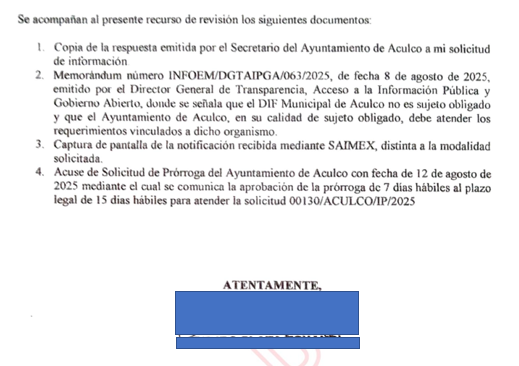 Se acompañan al presente recurso de revisión los siguientes documentos:
1. Copia de la respuesta emitida por el Secretario del Ayuntamiento de Aculco a mi solicitud
de información
2. Memorándum número INFOEM/DGTAIPGA/063/2025, de fecha 8 de agosto de 2025,
emitido por el Director General de Transparencia, Acceso a la Información Pública y
Gobierno Abierto, donde se señala que el DIF Municipal de Aculco no es sujeto obligado
y que el Ayuntamiento de Aculco, en su calidad de sujeto obligado, debe atender los
requerimientos vinculados a dicho organismo.
3. Captura de pantalla de la notificación recibida mediante SAIMEX, distinta a la modalidad
solicitada.
4. Acuse de Solicitud de Prórroga del Ayuntamiento de Aculco con fecha de 12 de agosto de
2025 mediante el cual se comunica la aprobación de la prórroga de 7 días hábiles al plazo
legal de 15 días hábiles para atender la solicitud 00130/ACULCO/IP/2025
ATENTAMENTE,